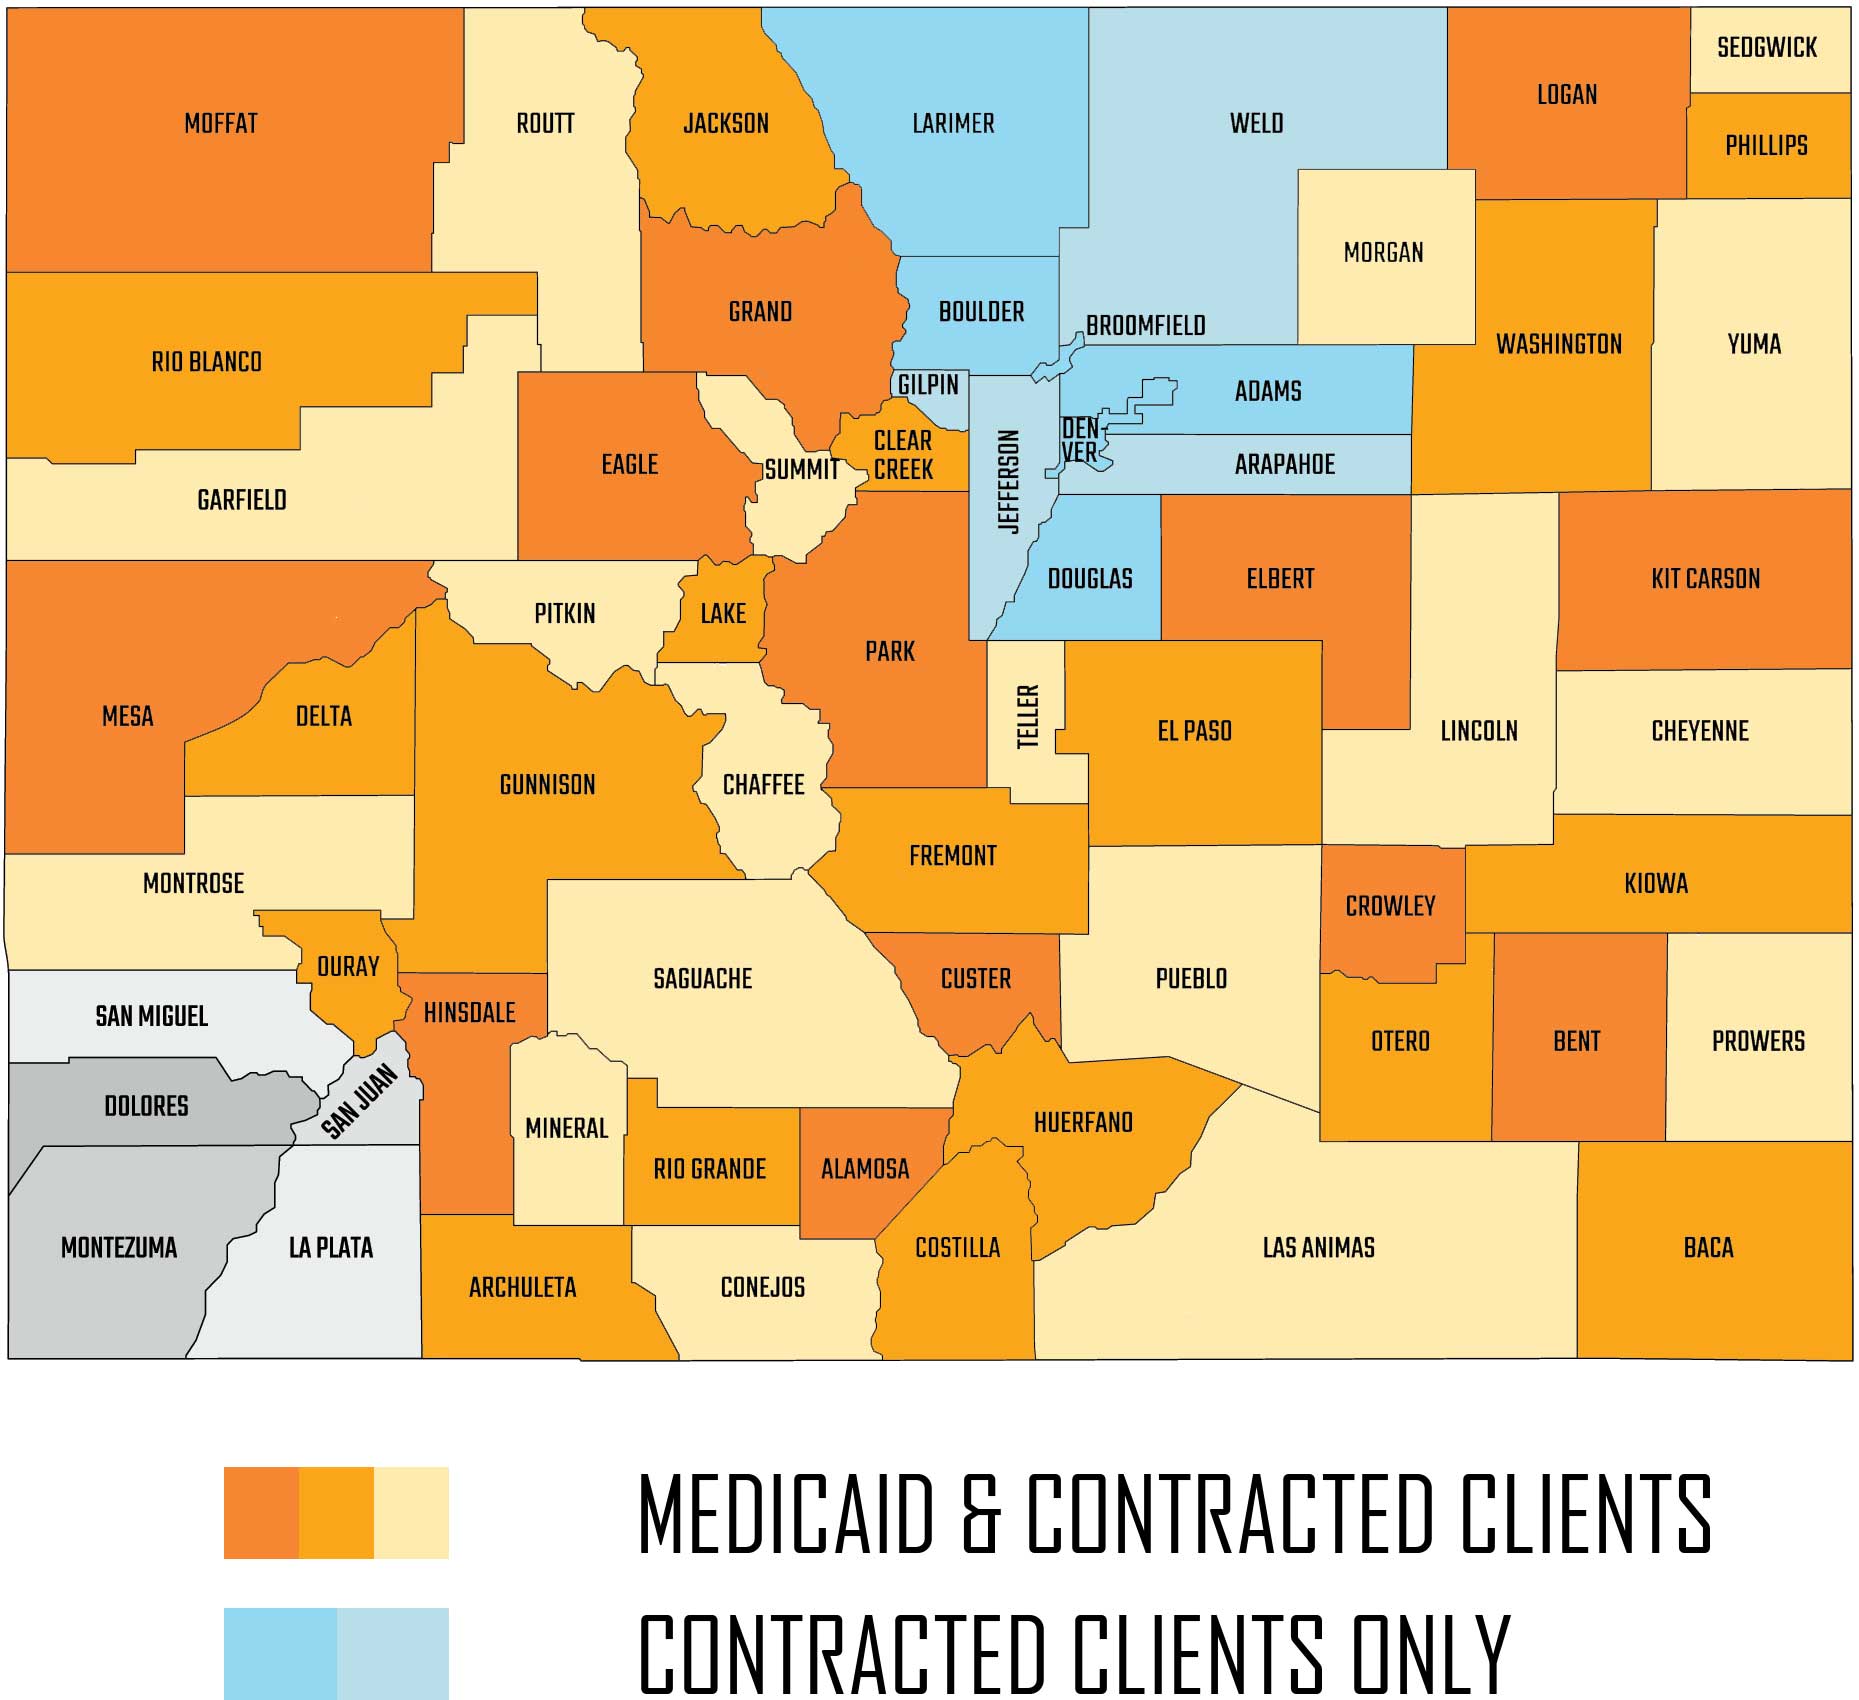 SEDGWICK
MOFFAT
ROUTT
JACKSON
LARIMER
WELD
LOGAN
PHILLIPS
MORGAN
GRAND
BOULDER
BROOMFIELD
WASHINGTON
YUMA
RIO BLANCO
GILPIN
ADAMS
EAGLE
SUMMIT
CLEAR
CREEK
JEFFERSON
DEN-
VER
ARAPAHOE
GARFIELD
PITKIN
LAKE
DOUGLAS
ELBERT
KIT CARSON
PARK
MESA
DELTA
TELLER
EL PASO
LINCOLN
CHEYENNE
GUNNISON
CHAFFEE
FREMONT
MONTROSE
KIOWA
CROWLEY
OURAY
SAGUACHE
CUSTER
PUEBLO
SAN MIGUEL
HINSDALE
OTERO
BENT
PROWERS
DOLORES
SAN JUAN
MINERAL
HUERFANO
RIO GRANDE
ALAMOSA
MONTEZUMA
LA PLATA
COSTILLA
LAS ANIMAS
BACA
ARCHULETA
CONEJOS
MEDICAID & CONTRACTED CLIENTS
CONTRACTED CLIENTS ONLY